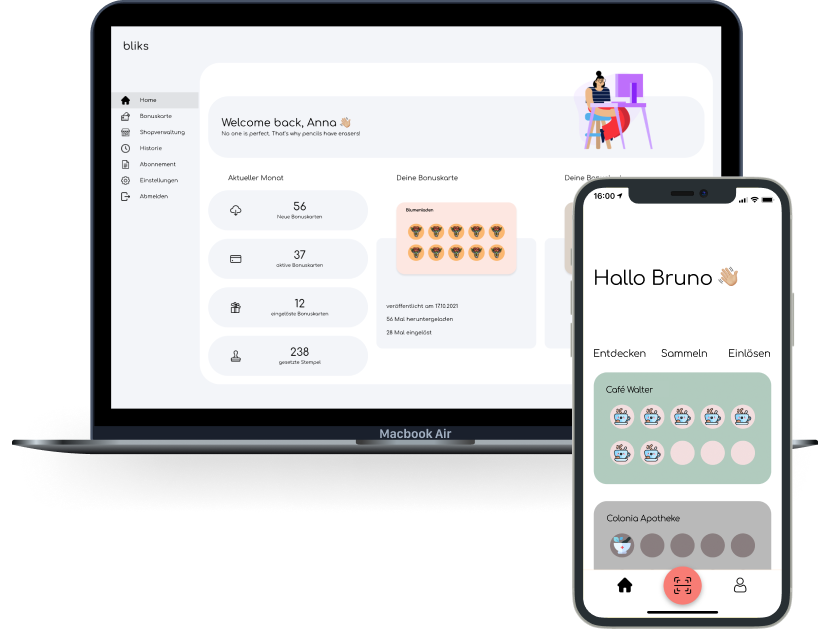 bliks
Home
Bonuskarte
Shopverwaltung
Historie
Abonnement
Einstellungen
Abmelden
Welcome back, Anna 👋🏼
No one is perfect. That's why pencils have erasers!
Aktueller Monat
56
Neue Bonuskarten
37
aktive Bonuskarten
12
eingelöste Bonuskarten
238
gesetzte Stempel
Deine Bonuskarte
Blumenladen
veröffentlicht am 17.10.2021
56 Mal heruntergeladen
28 Mal eingelöst
Deine
Macbook Air
16:00
Hallo Bruno 👋🏼
Entdecken Sammeln Einlösen
Café Walter
Colonia Apotheke